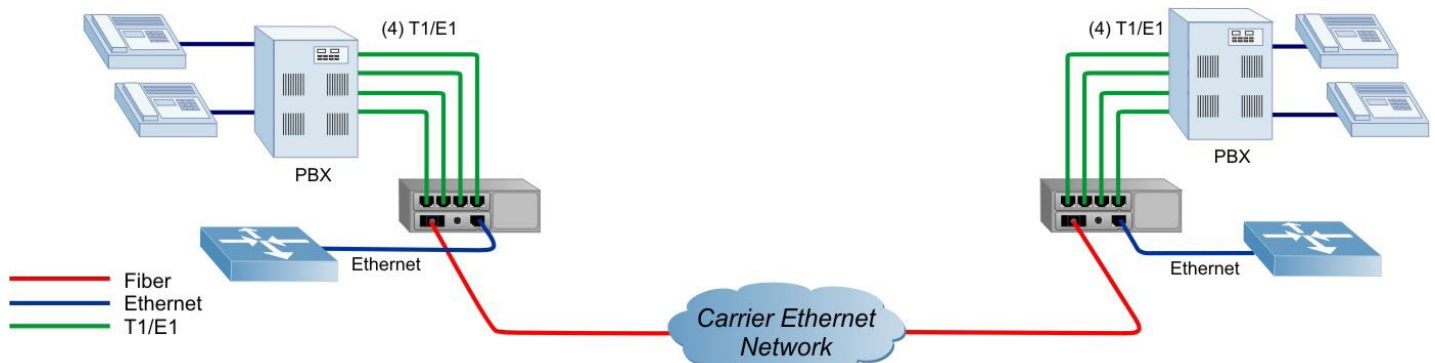 (4) T1/E1
(4) T1/E1
PBX
PBX
Ethernet
Ethernet
Fiber
Ethernet
T1/E1
Carrier Ethernet
Network